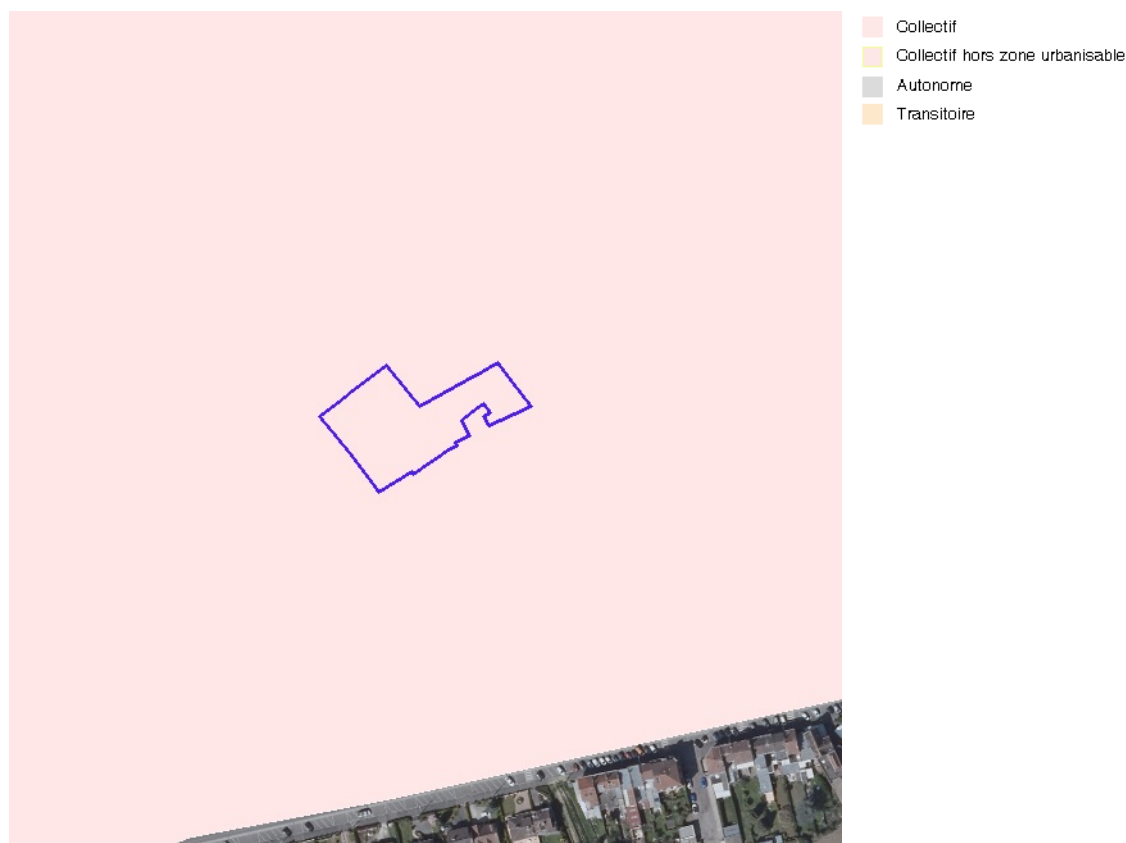 Collectif
Collectif hors zone urbanisable
Autonome
Transitoire